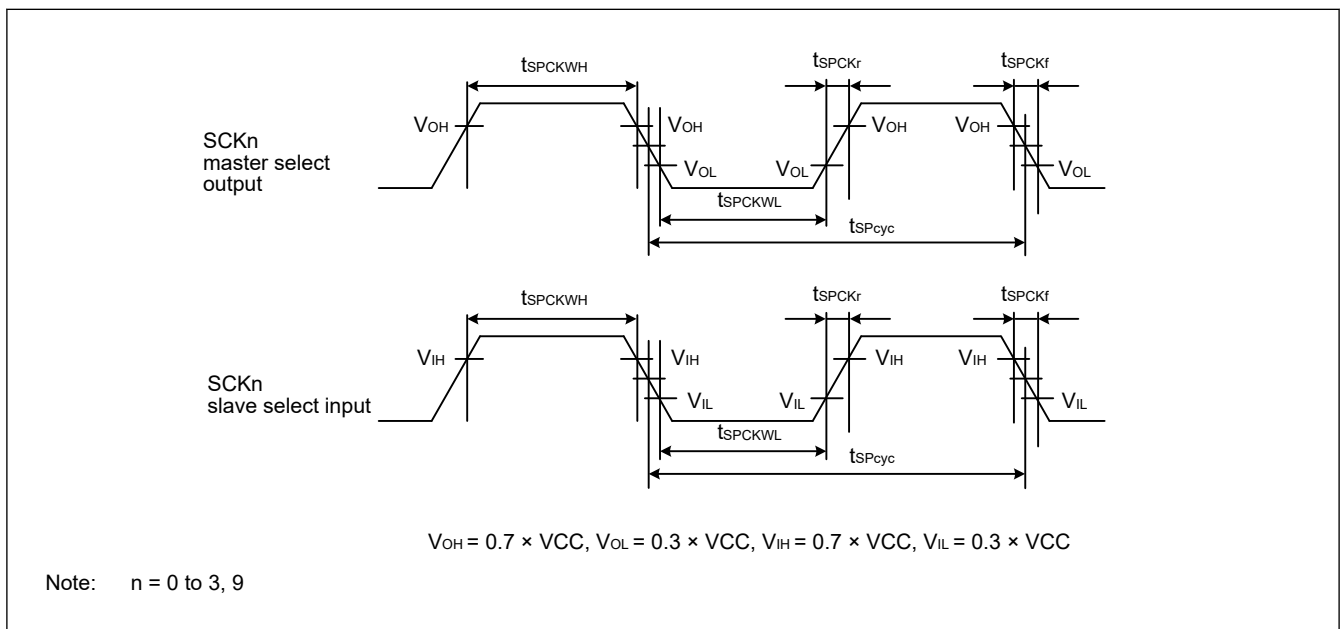 tSPCKWH
tSPCKr
tSPCKf
SCKn
master select
output
VOH
VOH
VOL
VOL
VOH
VOH
VOL
tSPCKWL
tSPcyc
tSPCKWH
tSPCKr
tSPCKf
SCKn
slave select input
VIH
VIH
VIL
VIL
VIH
VIH
VIL
tSPCKWL
tSPcyc
VOH = 0.7 × VCC, VOL = 0.3 × VCC, VIH = 0.7 × VCC, VIL = 0.3 × VCC
Note: n = 0 to 3, 9